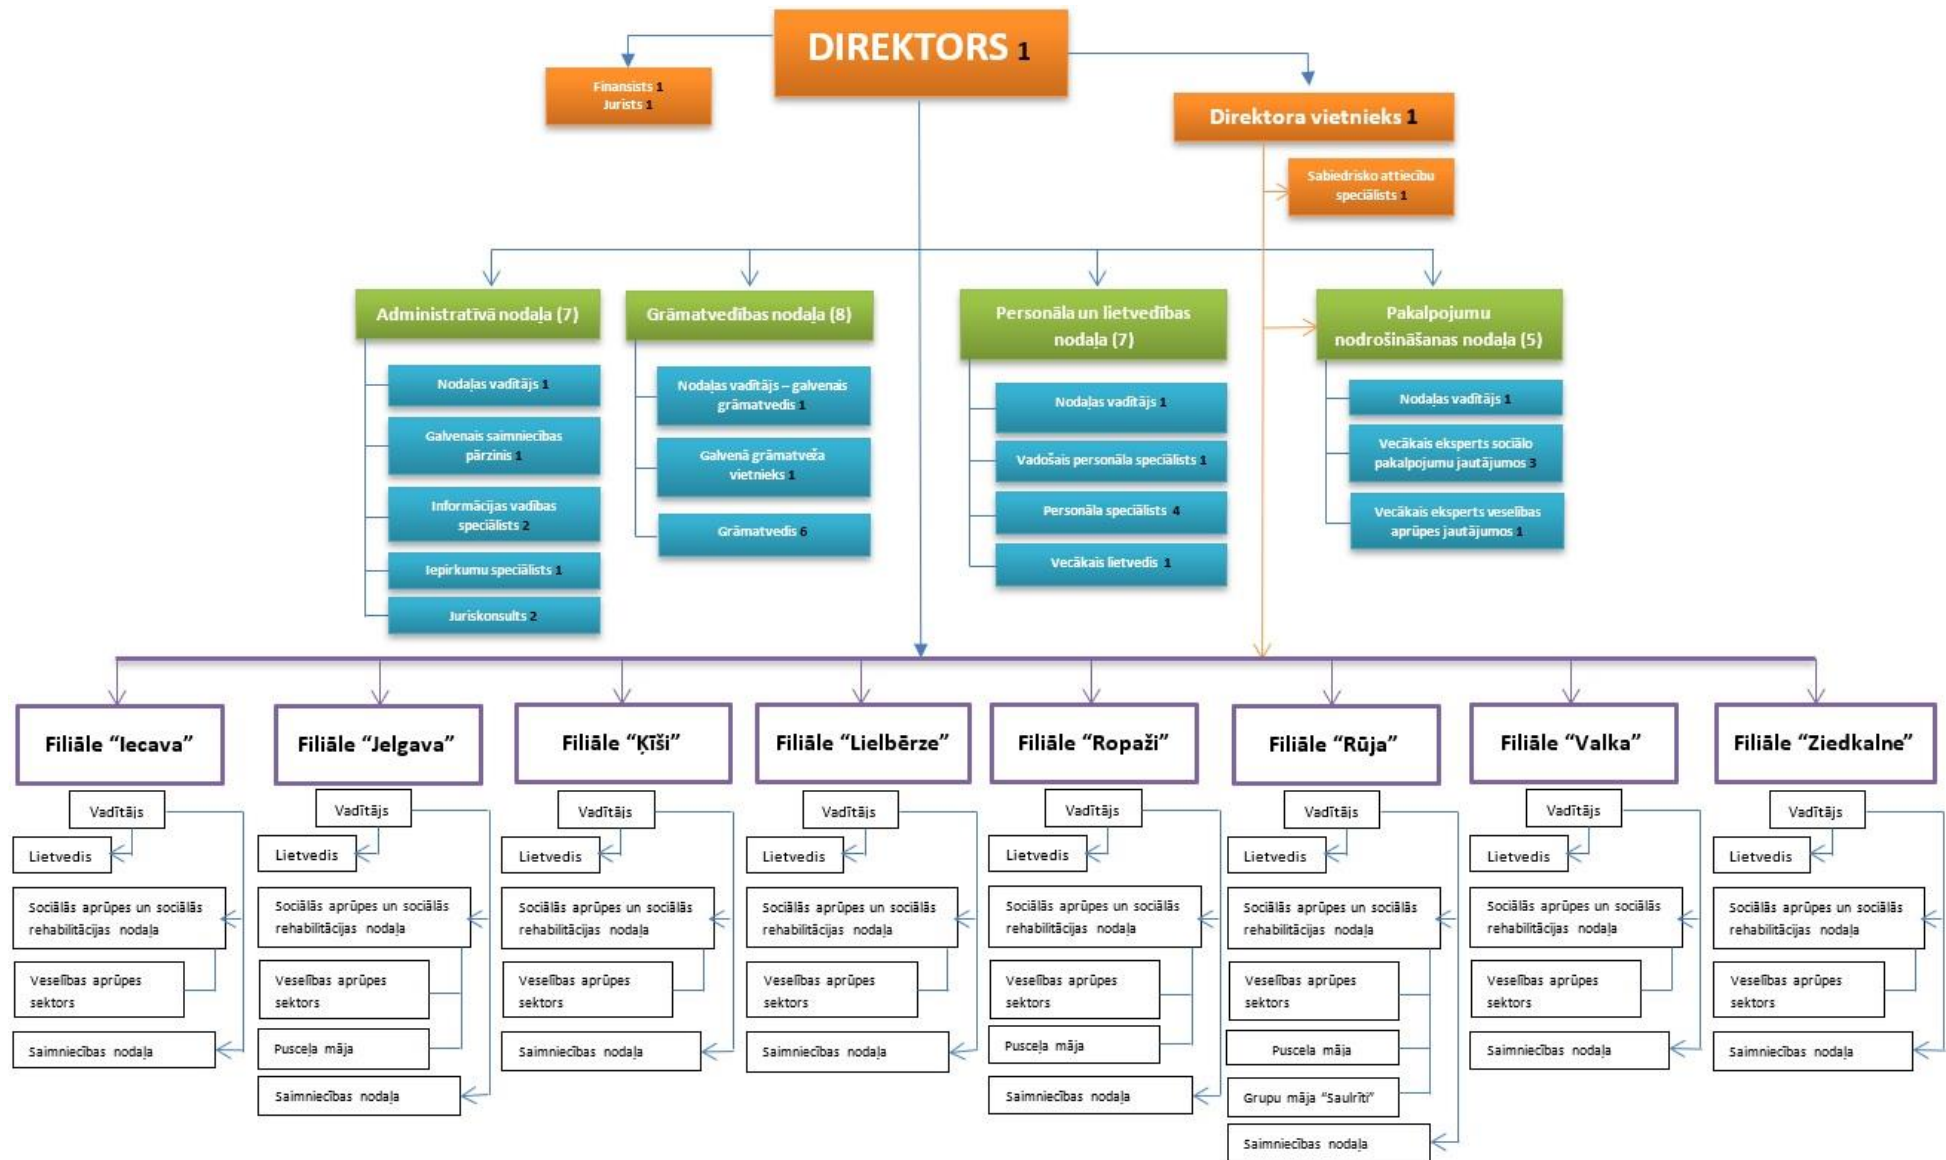 DIREKTORS 1
Finansists 1
Jurists 1
Direktora vietnieks 1
Sabiedrisko attiecību
speciālists 1
Administratīvā nodaļa (7)
Nodaļas vadītājs 1
Galvenais saimniecības
pārzinis 1
Informācijas vadības
speciālists 2
Iepirkumu speciālists 1
Juriskonsults 2
Grāmatvedības nodaļa (8)
Nodaļas vadītājs – galvenais
grāmatvedis 1
Galvenā grāmatveža
vietnieks 1
Grāmatvedis 6
Personāla un lietvedības
nodaļa (7)
Nodaļas vadītājs 1
Vadošais personāla speciālists 1
Personāla speciālists 4
Vecākais lietvedis 1
Pakalpojumu
nodrošināšanas nodaļa (5)
Nodaļas vadītājs 1
Vecākais eksperts sociālo
pakalpojumu jautājumos 3
Vecākais eksperts veselības
aprūpes jautājumos 1
Filiāle “Iecava”
Vadītājs
Lietvedis
Sociālās aprūpes un sociālās
rehabilitācijas nodaļa
Veselības aprūpes
sektors
Saimniecības nodaļa
Filiāle “Jelgava”
Vadītājs
Lietvedis
Sociālās aprūpes un sociālās
rehabilitācijas nodaļa
Veselības aprūpes
sektors
Pusceļa māja
Saimniecības nodaļa
Filiāle “Ķīši”
Vadītājs
Lietvedis
Sociālās aprūpes un sociālās
rehabilitācijas nodaļa
Veselības aprūpes
sektors
Saimniecības nodaļa
Filiāle “Lielbērze”
Vadītājs
Lietvedis
Sociālās aprūpes un sociālās
rehabilitācijas nodaļa
Veselības aprūpes
sektors
Saimniecības nodaļa
Filiāle “Ropaži”
Vadītājs
Lietvedis
Sociālās aprūpes un sociālās
rehabilitācijas nodaļa
Veselības aprūpes
sektors
Pusceļa māja
Saimniecības nodaļa
Filiāle “Rūja”
Vadītājs
Lietvedis
Sociālās aprūpes un sociālās
rehabilitācijas nodaļa
Veselības aprūpes
sektors
Pusceļa māja
Grupu māja “Saulrīti”
Saimniecības nodaļa
Filiāle “Valka”
Vadītājs
Lietvedis
Sociālās aprūpes un sociālās
rehabilitācijas nodaļa
Veselības aprūpes
sektors
Saimniecības nodaļa
Filiāle “Ziedkalne”
Vadītājs
Lietvedis
Sociālās aprūpes un sociālās
rehabilitācijas nodaļa
Veselības aprūpes
sektors
Saimniecības nodaļa